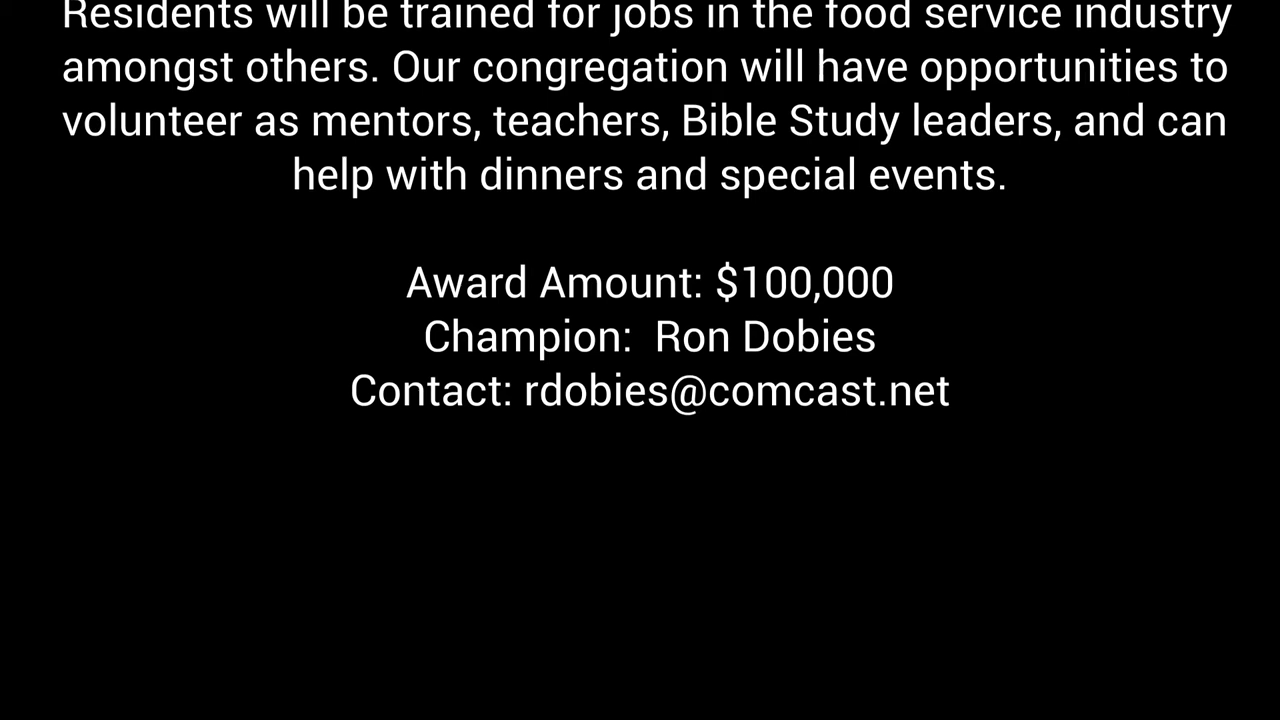 Residents will be trained for jobs in the food service industry
amongst others. Our congregation will have opportunities to
volunteer as mentors, teachers, Bible Study leaders, and can
help with dinners and special events.
Award Amount: $100,000
Champion:  Ron Dobies
Contact: rdobies@comcast.net